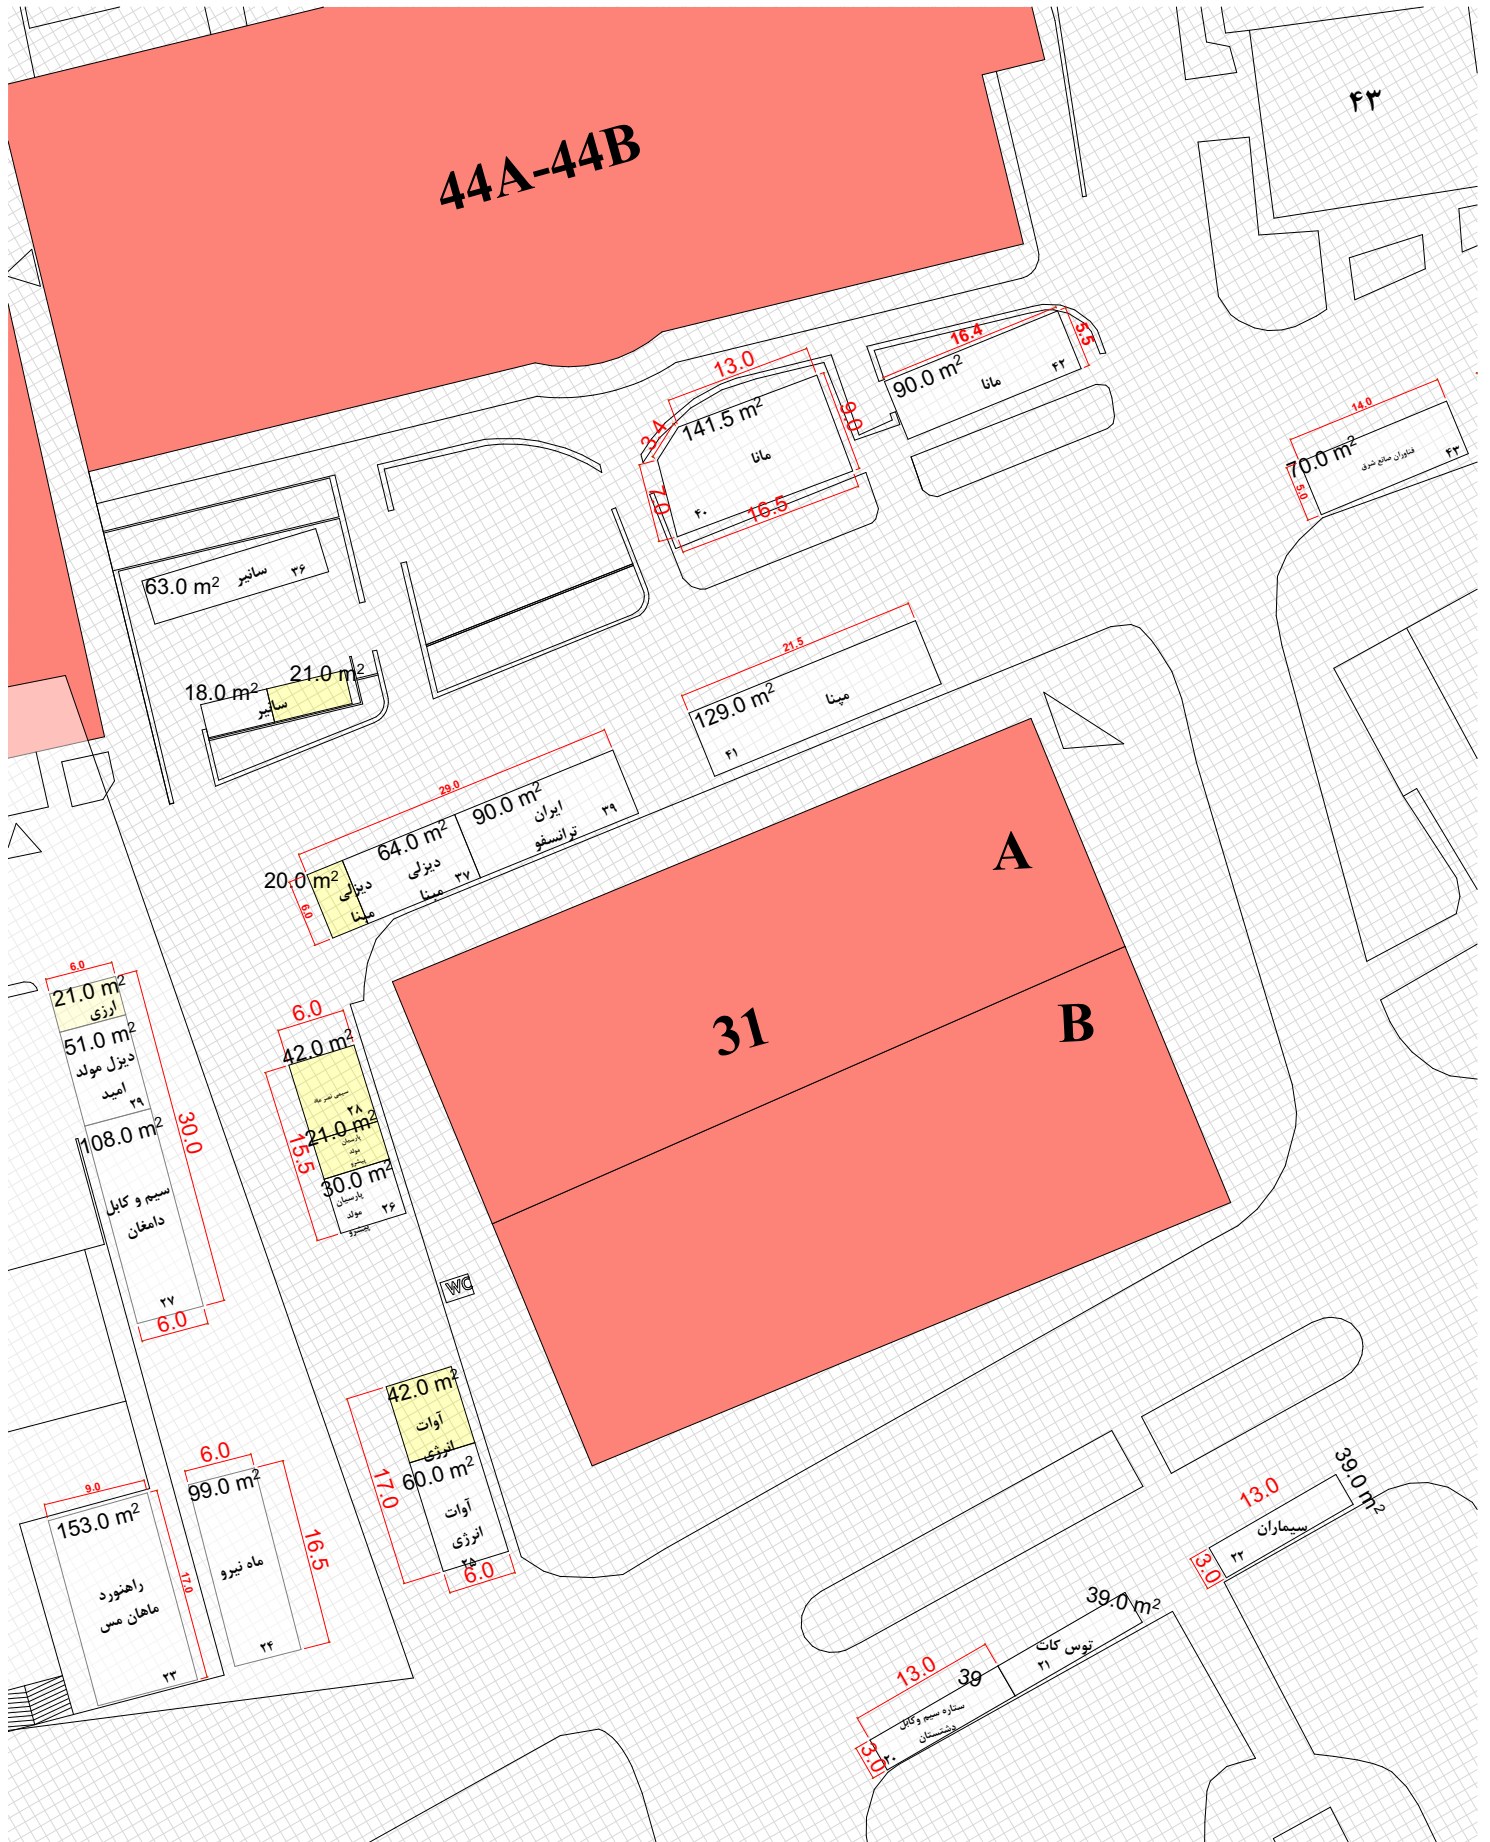 44A-44B
۴۳
16.4
5.5
90.0 m²
مانا
۴۲
13.0
3.4
141.5 m²
9.0
مانا
7.0
۴۰
16.5
14.0
70.0 m²
فناوران صانع شرق
۴۳
5.0
63.0 m²
سانیر
۳۶
21.0 m²
18.0 m²
سانیر
21.5
129.0 m²
مپنا
۴۱
29.0
90.0 m²
ایران
ترانسفو
۳۹
64.0 m²
دیزلی
مپنا
۳۷
20.0 m²
دیزلی
مپنا
6.0
A
31
B
6.0
21.0 m²
ارزی
51.0 m²
دیزل مولد
امید
۲۹
30.0
108.0 m²
سیم و کابل
دامغان
۲۷
6.0
6.0
42.0 m²
۲۸
15.5
21.0 m²
پارسیان
مولد
پیشرو
30.0 m²
پارسیان
مولد
پیشرو
۲۶
WC
42.0 m²
آوات
انرژی
17.0
60.0 m²
آوات
انرژی
۲۵
6.0
9.0
153.0 m²
راهنورد
ماهان مس
17.0
۲۳
6.0
99.0 m²
ماه نیرو
16.5
۲۴
39.0 m²
13.0
سیماران
۲۲
3.0
39.0 m²
توس کات
۲۱
13.0
39
ستاره سیم وکابل
دشتستان
۲۰
3.0